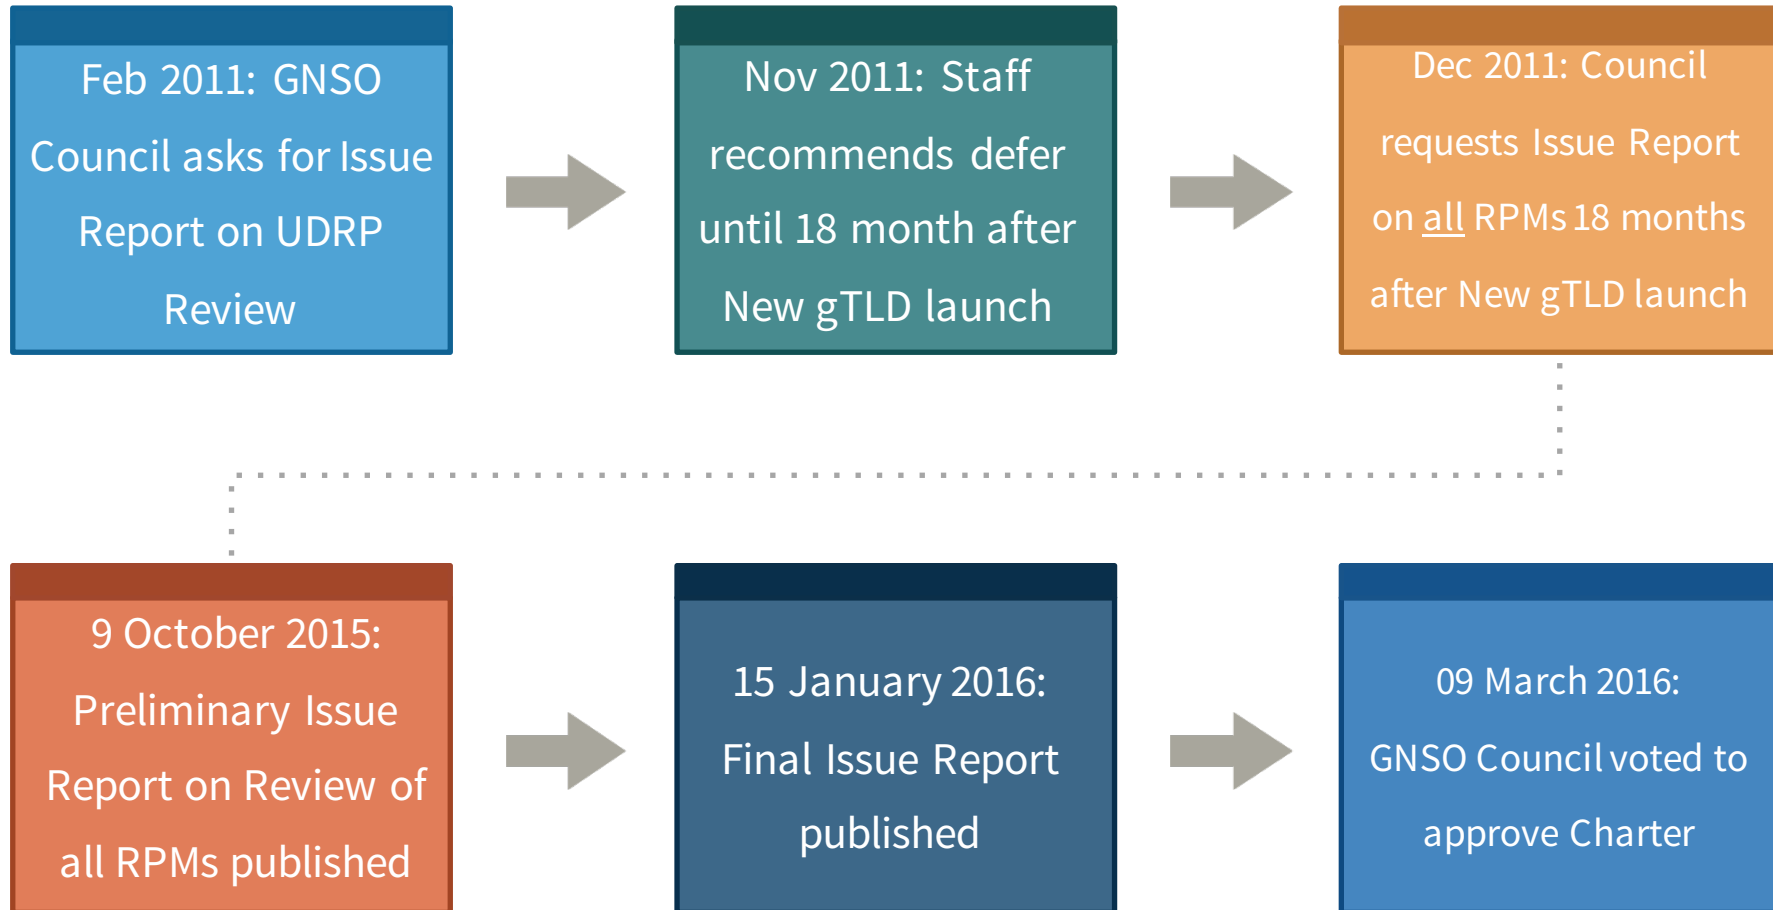 Feb 2011: GNSO
Council asks for Issue
Report on UDRP
Review
Nov 2011: Staff
recommends defer
until 18 month after
New gTLD launch
Dec 2011: Council
requests Issue Report
on all RPMs 18 months
after New gTLD launch
9 October 2015:
Preliminary Issue
Report on Review of
all RPMs published
15 January 2016:
Final Issue Report
published
09 March 2016:
GNSO Council voted to
approve Charter